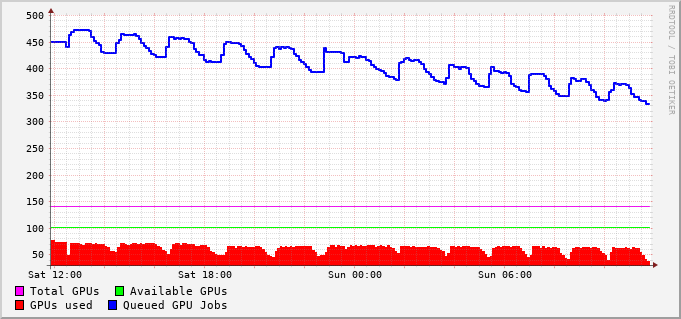 500
450
400
350
300
250
200
150
100
50
Sat 12:00 Sat 18:00 Sun 00:00 Sun 06:00
Total GPUs Available GPUs
GPUs used Queued GPU Jobs
RRDTOOL / TOBI OETIKER